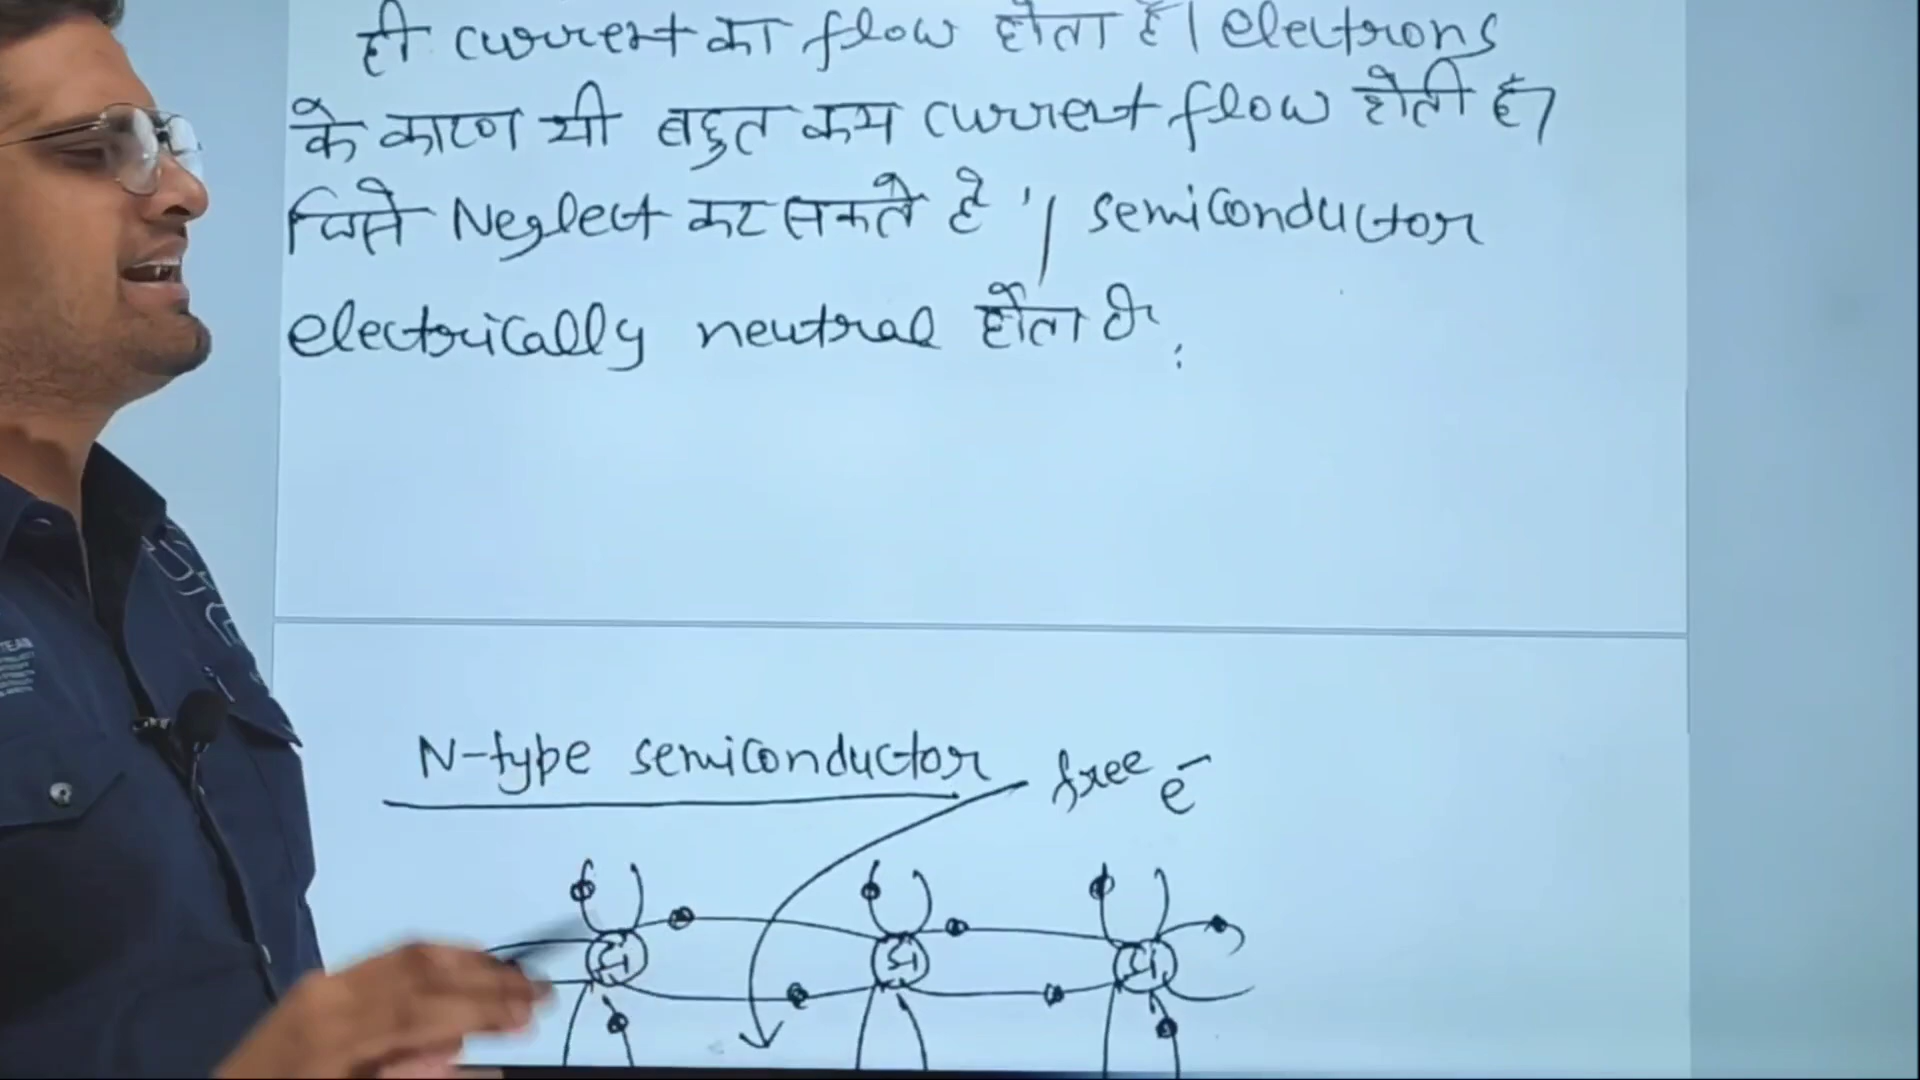 ही current का flow होता है। electrons
के कारण भी बहुत कम current flow होती है।
जिसे Neglect कर सकते है। semiconductor
electrically neutral होता है
N-type semiconductor
free e⁻
Si Si Si
TEAM